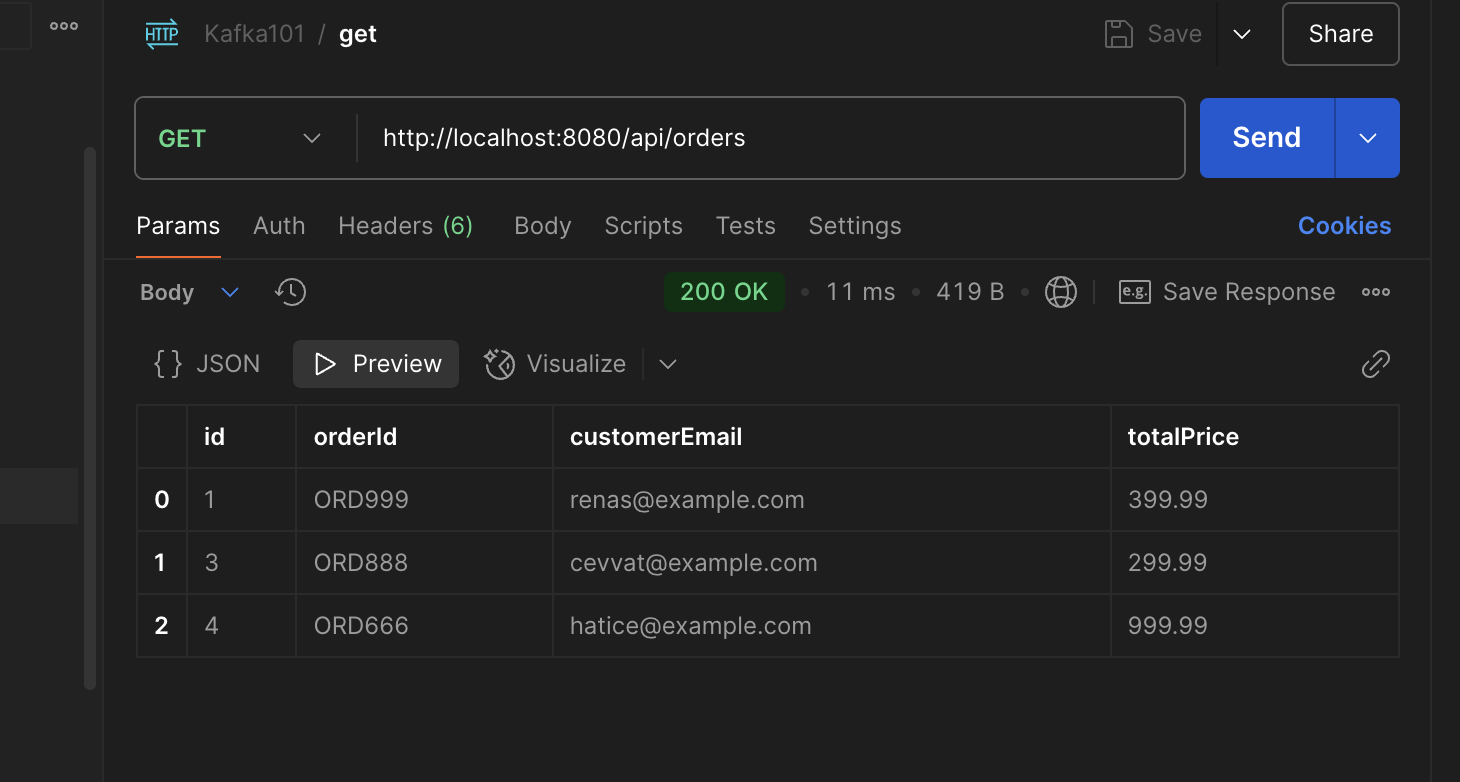 HTTP Kafka101 / get Save Share
GET http://localhost:8080/api/orders Send
Params Auth Headers (6) Body Scripts Tests Settings Cookies
Body 200 OK • 11 ms • 419 B • e.g. Save Response
{} JSON Preview Visualize
id orderId customerEmail totalPrice
0 1 ORD999 renas@example.com 399.99
1 3 ORD888 cevvat@example.com 299.99
2 4 ORD666 hatice@example.com 999.99